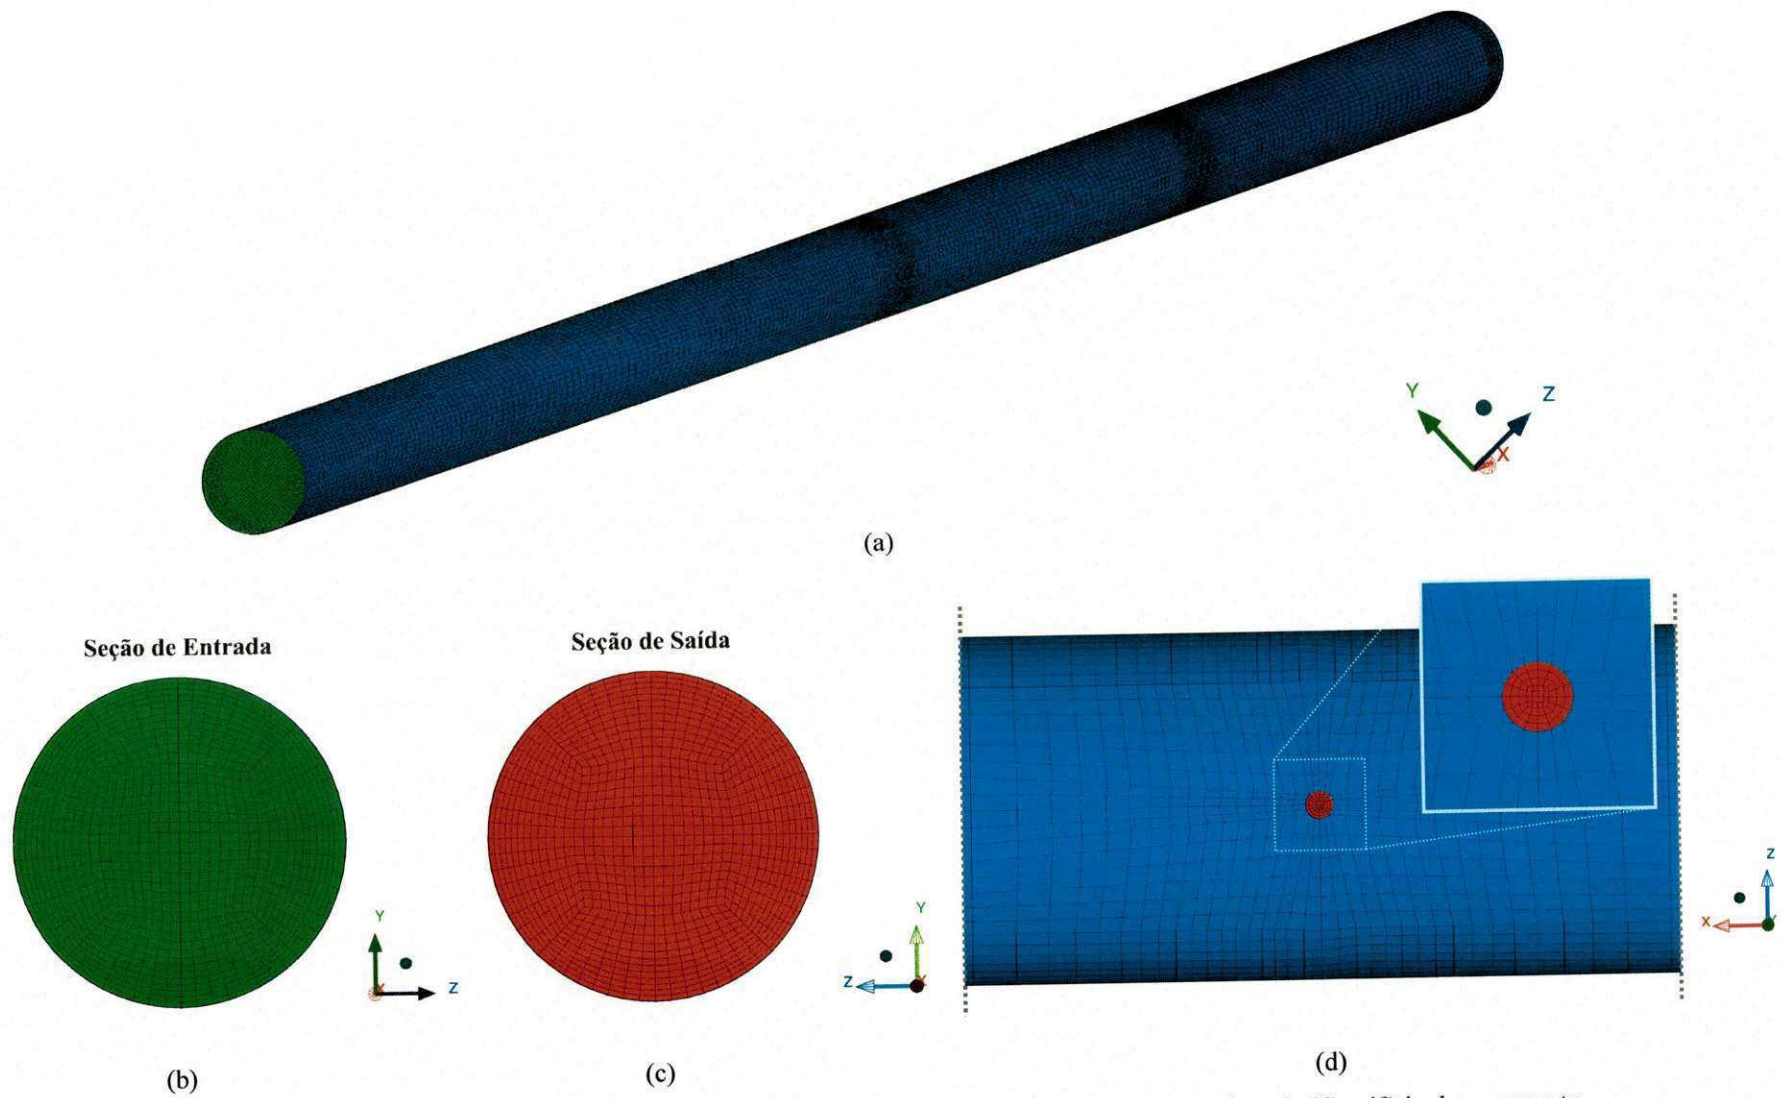 Y
Z
X
(a)
Seção de Entrada
Seção de Saída
Y
Z
X
Y
Z
X
z
x
Y
(b)
(c)
(d)